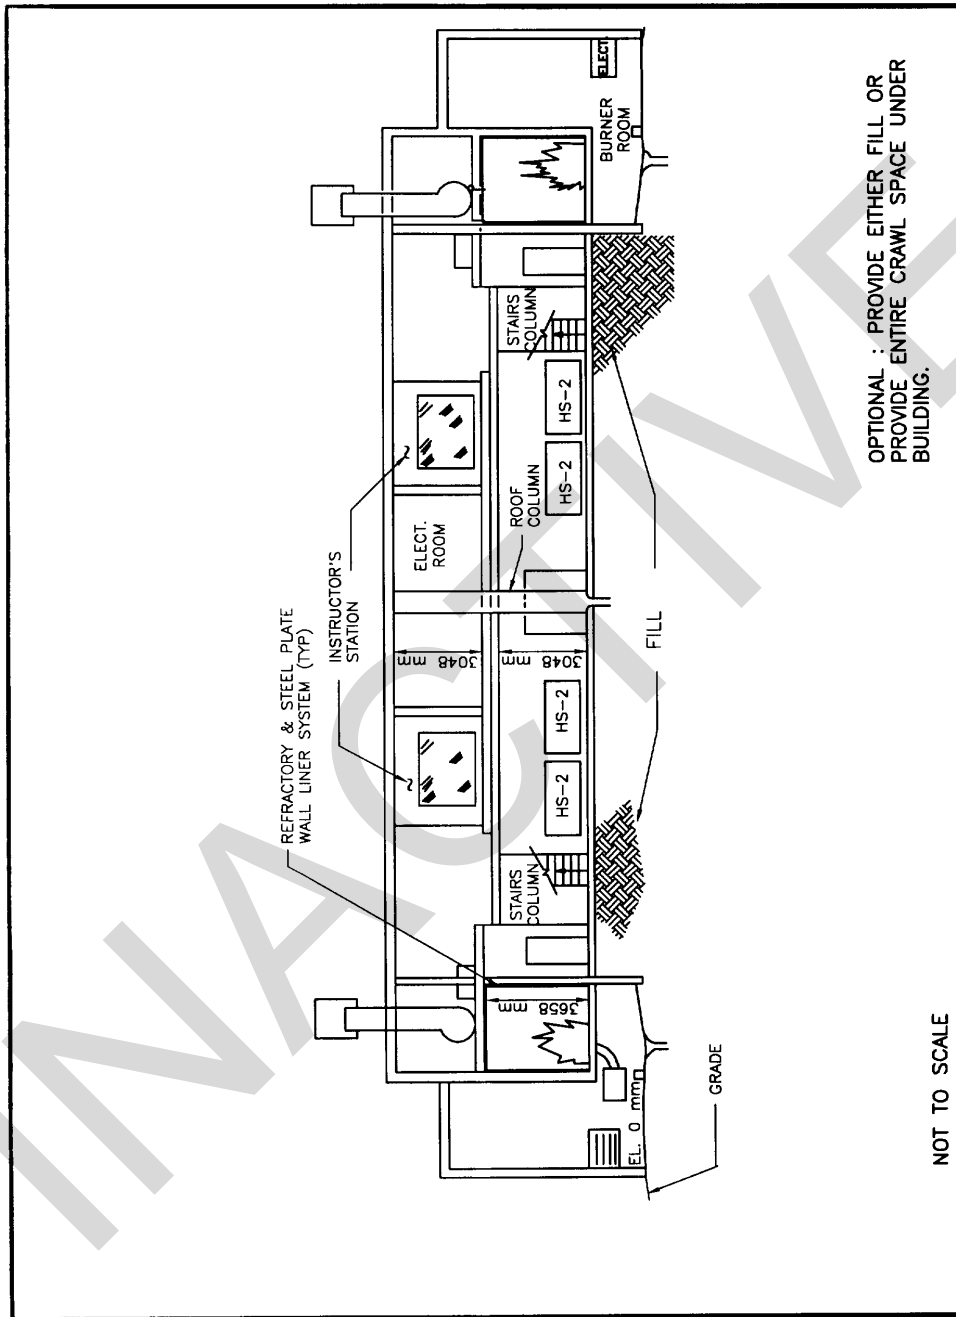 REFRACTORY & STEEL PLATE
WALL LINER SYSTEM (TYP)
INSTRUCTOR'S
STATION
ELECT.
ROOM
3048 mm
3048 mm
3658 mm
ROOF
COLUMN
STAIRS
COLUMN
STAIRS
COLUMN
HS-2
HS-2
HS-2
HS-2
BURNER
ROOM
ELECT.
EL. 0 mm
GRADE
FILL
OPTIONAL : PROVIDE EITHER FILL OR
PROVIDE ENTIRE CRAWL SPACE UNDER
BUILDING.
NOT TO SCALE
INACTIVE